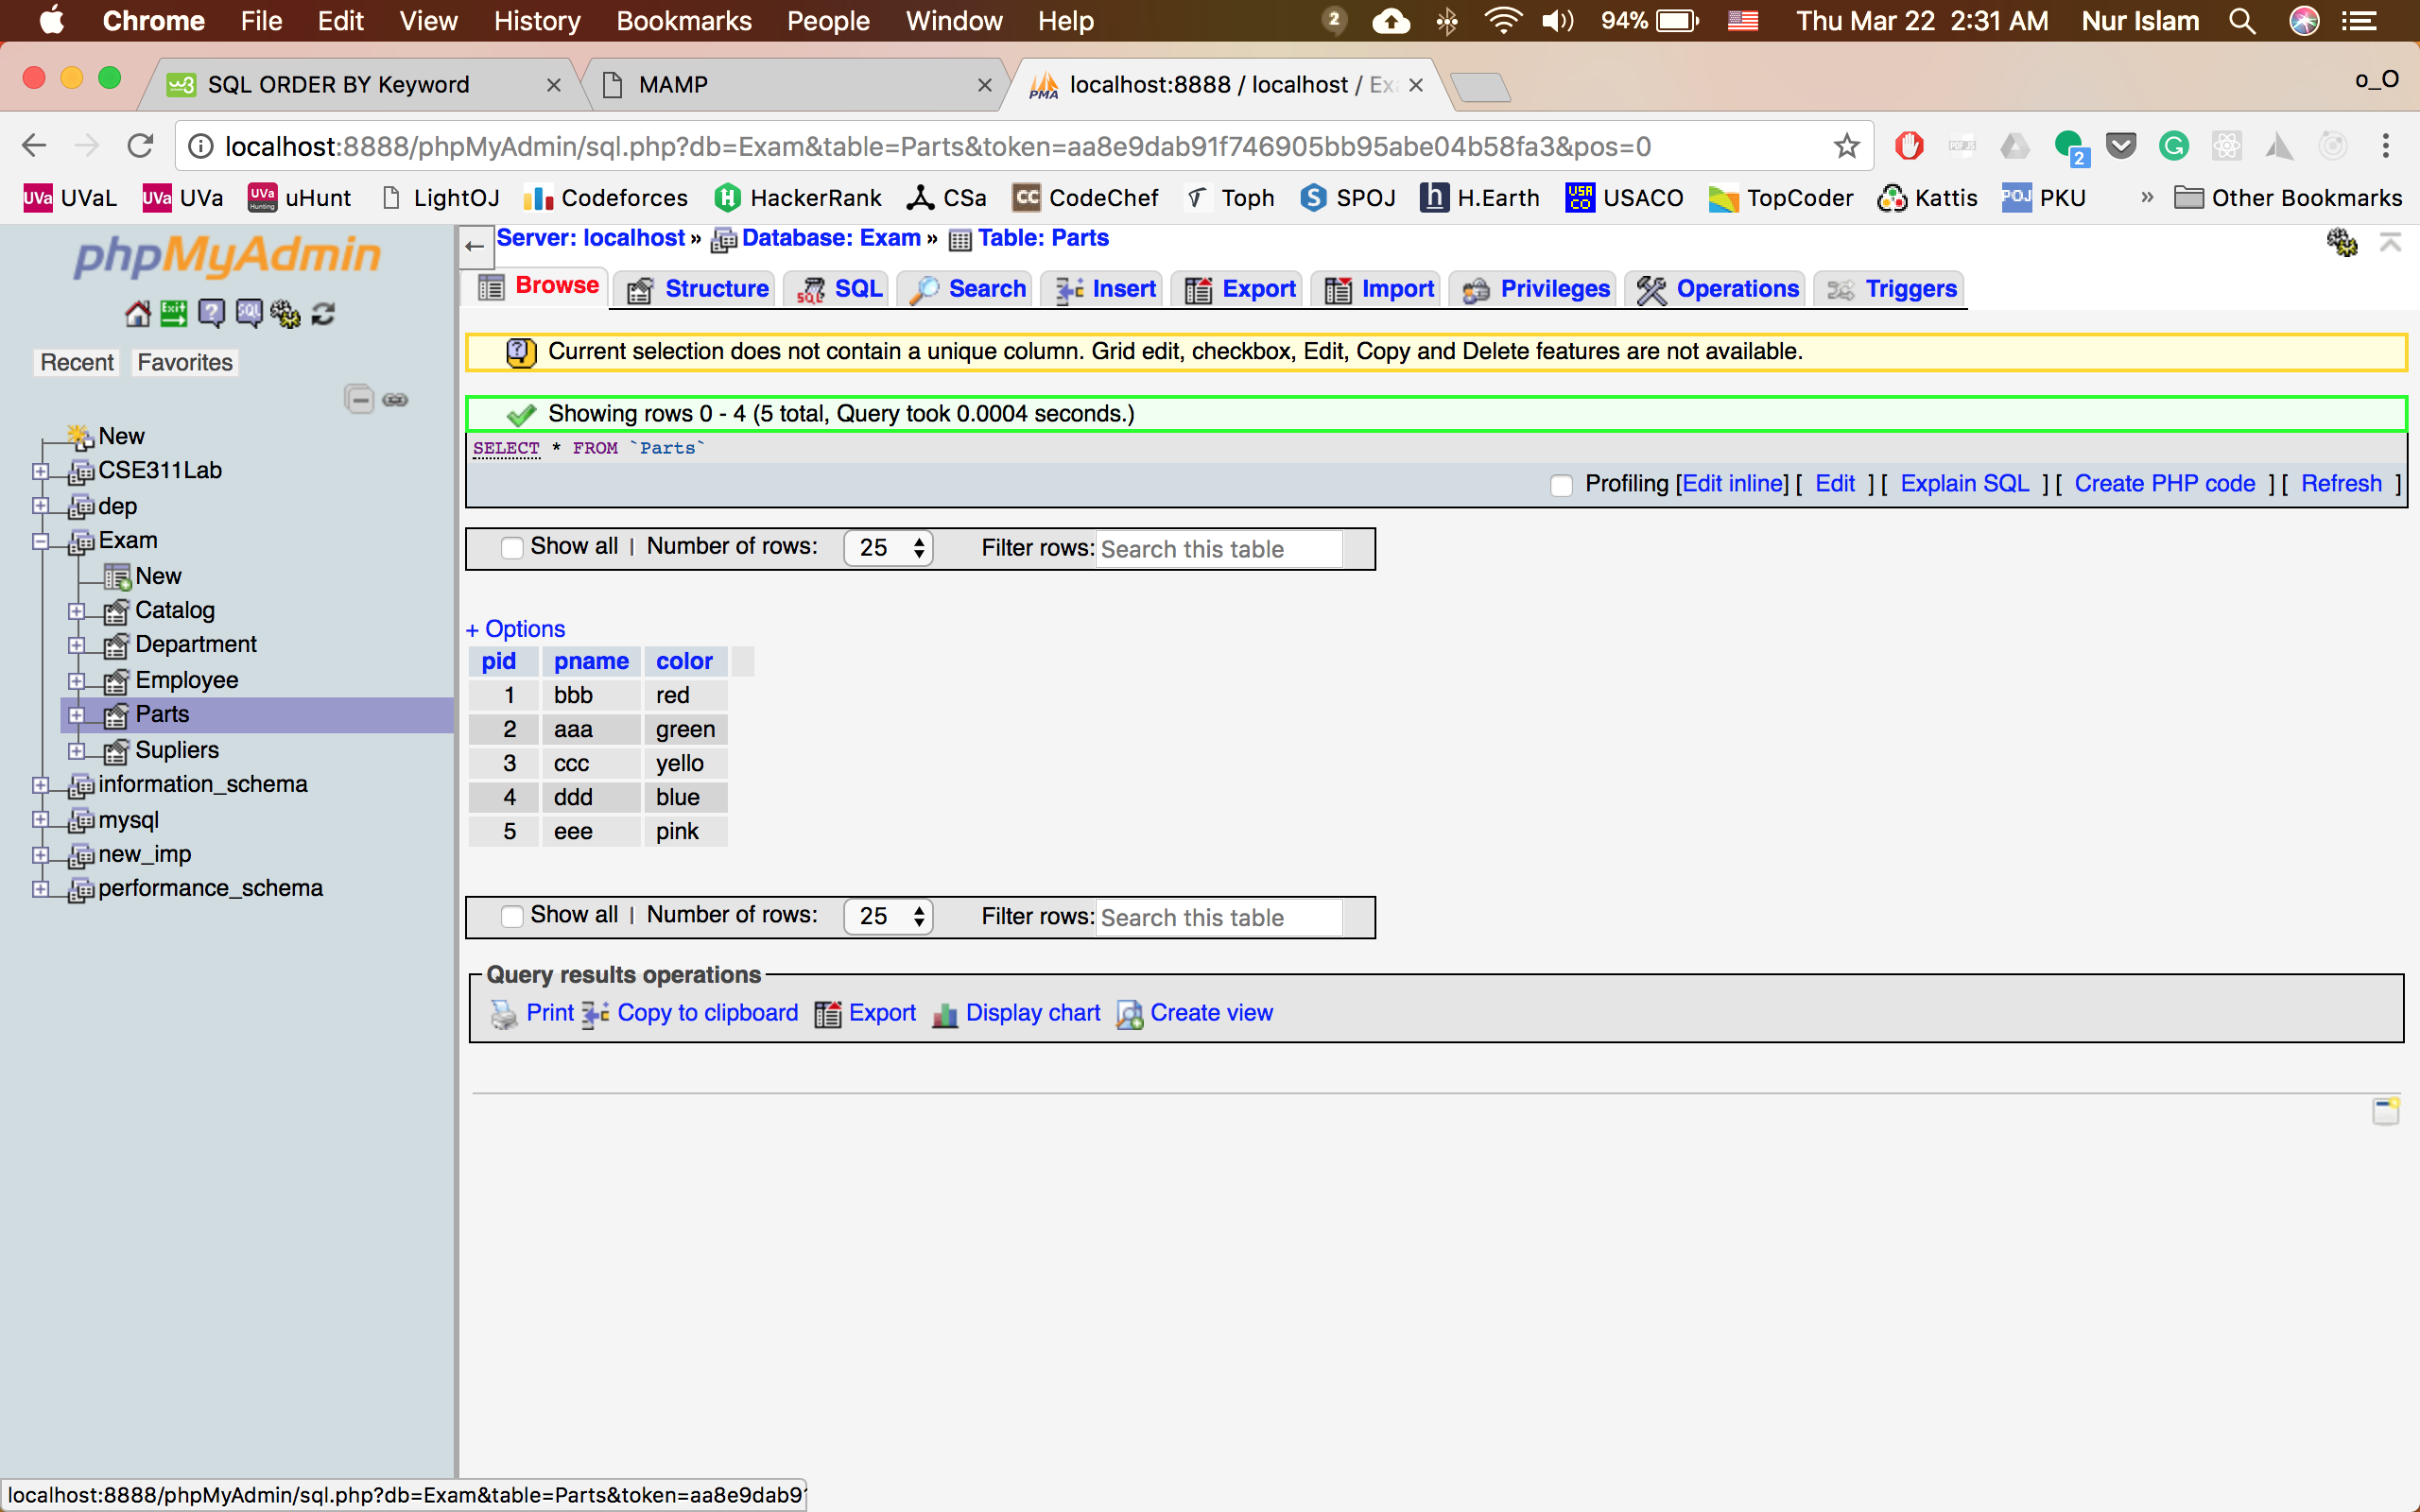 Chrome File Edit View History Bookmarks People Window Help 2 94% Thu Mar 22 2:31 AM Nur Islam
SQL ORDER BY Keyword MAMP localhost:8888 / localhost / Ex o_O
localhost:8888/phpMyAdmin/sql.php?db=Exam&table=Parts&token=aa8e9dab91f746905bb95abe04b58fa3&pos=0 2
UVaL UVa uHunt LightOJ Codeforces HackerRank CSa CodeChef Toph SPOJ H.Earth USACO TopCoder Kattis PKU » Other Bookmarks
phpMyAdmin
Recent Favorites
New
CSE311Lab
dep
Exam
New
Catalog
Department
Employee
Parts
Supliers
information_schema
mysql
new_imp
performance_schema
← Server: localhost » Database: Exam » Table: Parts
Browse Structure SQL Search Insert Export Import Privileges Operations Triggers
Current selection does not contain a unique column. Grid edit, checkbox, Edit, Copy and Delete features are not available.
Showing rows 0 - 4 (5 total, Query took 0.0004 seconds.)
SELECT * FROM `Parts`
Profiling [Edit inline] [ Edit ] [ Explain SQL ] [ Create PHP code ] [ Refresh ]
Show all | Number of rows: 25 Filter rows: Search this table
+ Options
pid pname color
1 bbb red
2 aaa green
3 ccc yello
4 ddd blue
5 eee pink
Show all | Number of rows: 25 Filter rows: Search this table
Query results operations
Print Copy to clipboard Export Display chart Create view
localhost:8888/phpMyAdmin/sql.php?db=Exam&table=Parts&token=aa8e9dab9